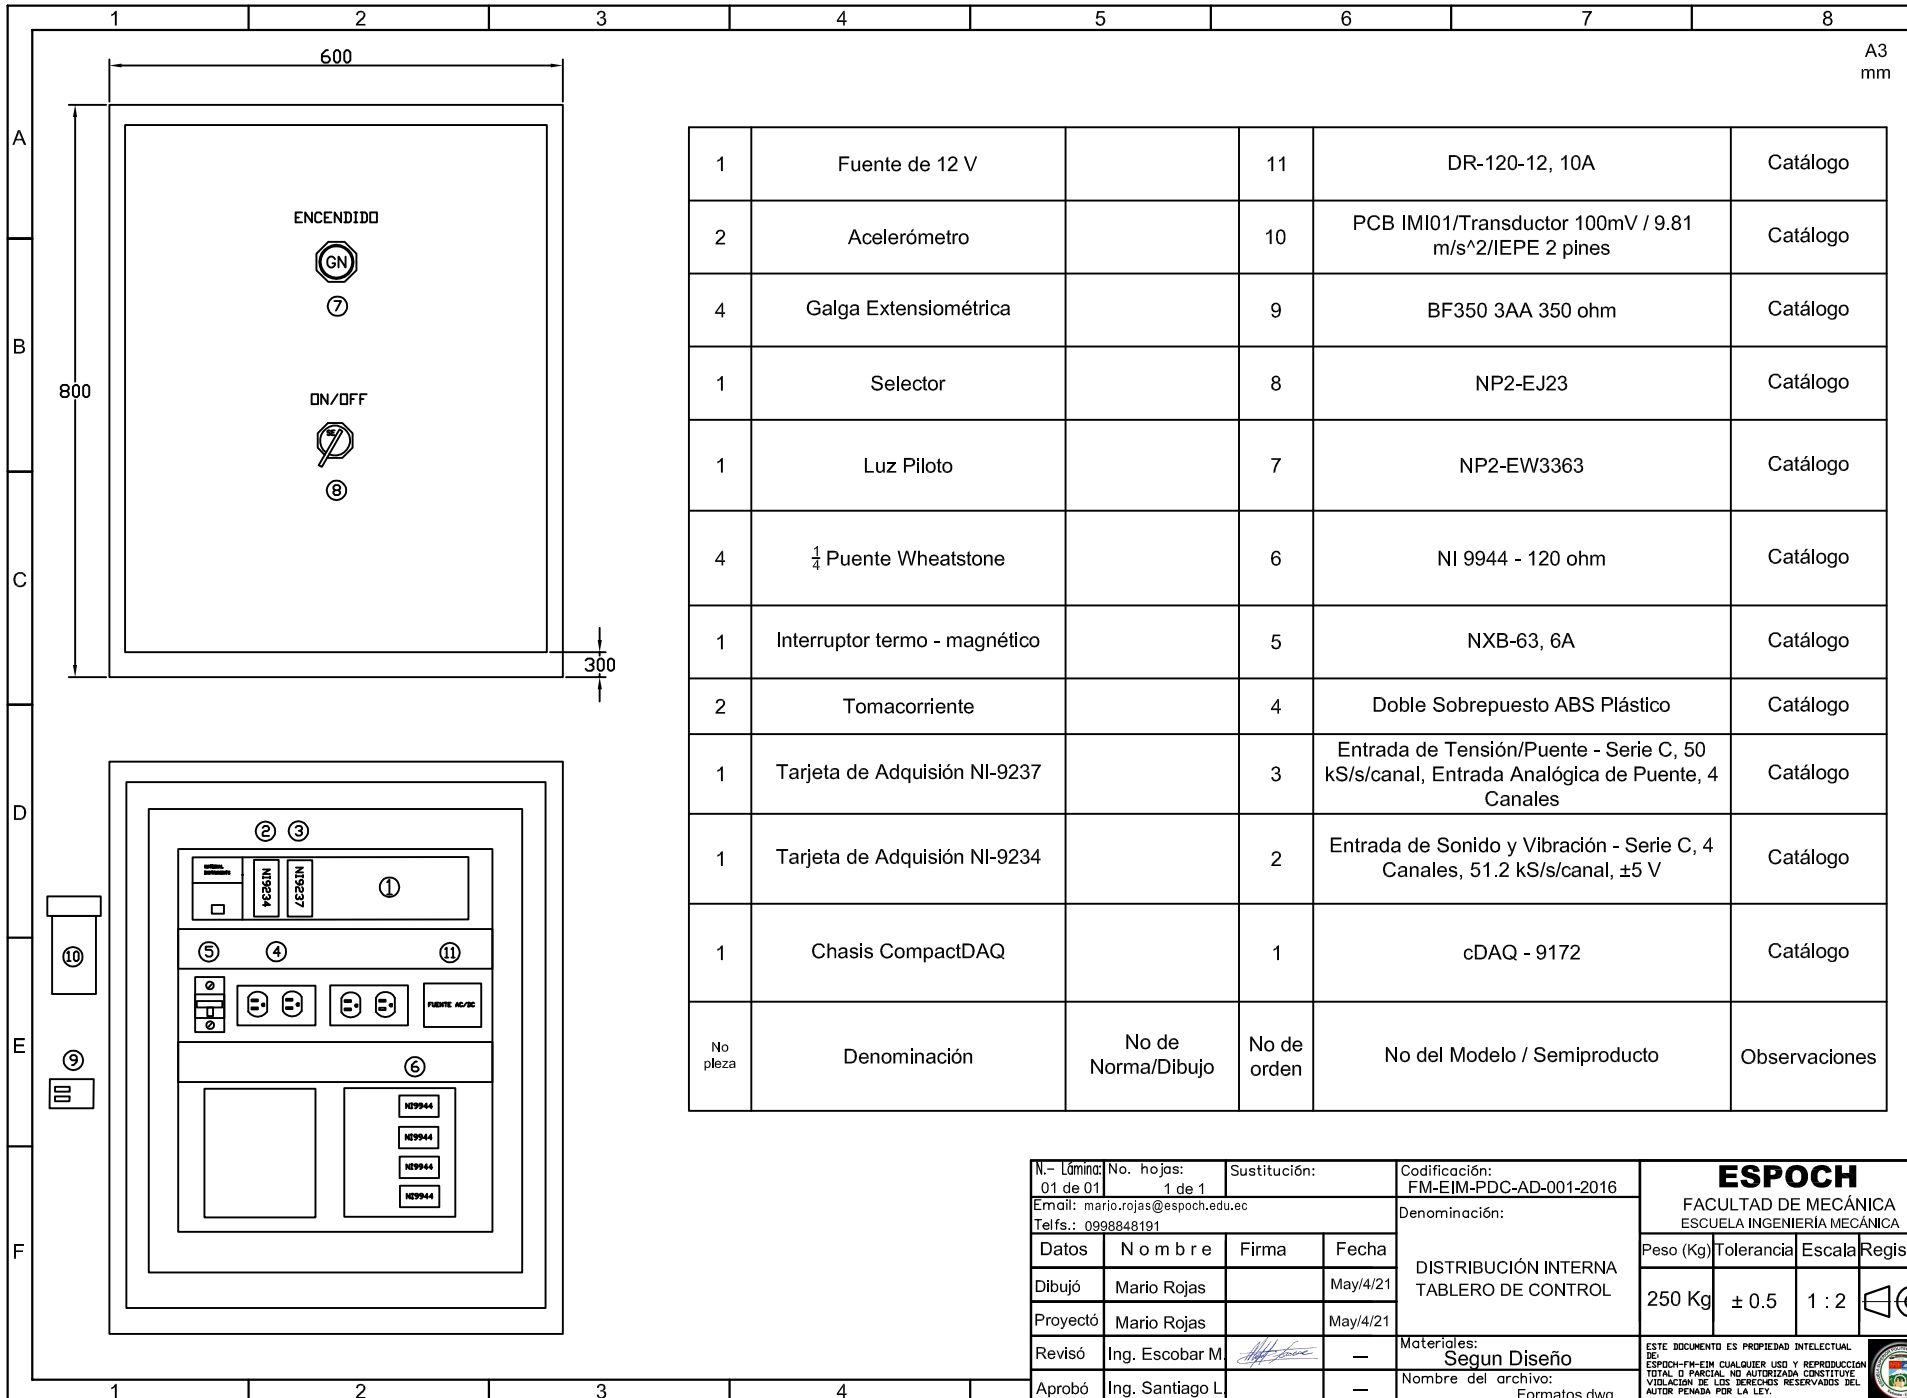 1 2 3 4 5 6 7 8
A3
mm
A
B
C
D
E
F
600
800
300
ENCENDIDO
GN
7
ON/OFF
SE
8
1 Fuente de 12 V 11 DR-120-12, 10A Catálogo
2 Acelerómetro 10 PCB IMI01/Transductor 100mV / 9.81 Catálogo
m/s^2/IEPE 2 pines
4 Galga Extensiométrica 9 BF350 3AA 350 ohm Catálogo
1 Selector 8 NP2-EJ23 Catálogo
1 Luz Piloto 7 NP2-EW3363 Catálogo
4 1/4 Puente Wheatstone 6 NI 9944 - 120 ohm Catálogo
1 Interruptor termo - magnético 5 NXB-63, 6A Catálogo
2 Tomacorriente 4 Doble Sobrepuesto ABS Plástico Catálogo
1 Tarjeta de Adquisión NI-9237 3 Entrada de Tensión/Puente - Serie C, 50 Catálogo
kS/s/canal, Entrada Analógica de Puente, 4
Canales
1 Tarjeta de Adquisión NI-9234 2 Entrada de Sonido y Vibración - Serie C, 4 Catálogo
Canales, 51.2 kS/s/canal, ±5 V
1 Chasis CompactDAQ 1 cDAQ - 9172 Catálogo
No
pieza
Denominación
No de
Norma/Dibujo
No de
orden
No del Modelo / Semiproducto
Observaciones
2 3
NATIONAL
INSTRUMENTS
NI9234
NI9237
1
5 4 11
FUENTE AC/DC
6
NI9944
NI9944
NI9944
NI9944
10
9
N.- Lámina: No. hojas: Sustitución:
01 de 01 1 de 1
Codificación:
FM-EIM-PDC-AD-001-2016
Email: mario.rojas@espoch.edu.ec
Telfs.: 0998848191
Denominación:
DISTRIBUCIÓN INTERNA
TABLERO DE CONTROL
Datos Nombre Firma Fecha
Dibujó Mario Rojas May/4/21
Proyectó Mario Rojas May/4/21
Revisó Ing. Escobar M. —
Aprobó Ing. Santiago L. —
Materiales:
Segun Diseño
Nombre del archivo:
Formatos.dwg
ESPOCH
FACULTAD DE MECÁNICA
ESCUELA INGENIERÍA MECÁNICA
Peso (Kg) Tolerancia Escala Regis
250 Kg ± 0.5 1 : 2
ESTE DOCUMENTO ES PROPIEDAD INTELECTUAL
DE:
ESPOCH-FM-EIM CUALQUIER USO Y REPRODUCCIÓN
TOTAL O PARCIAL NO AUTORIZADA CONSTITUYE
VIOLACIÓN DE LOS DERECHOS RESERVADOS DEL
AUTOR PENADA POR LA LEY.
1 2 3 4